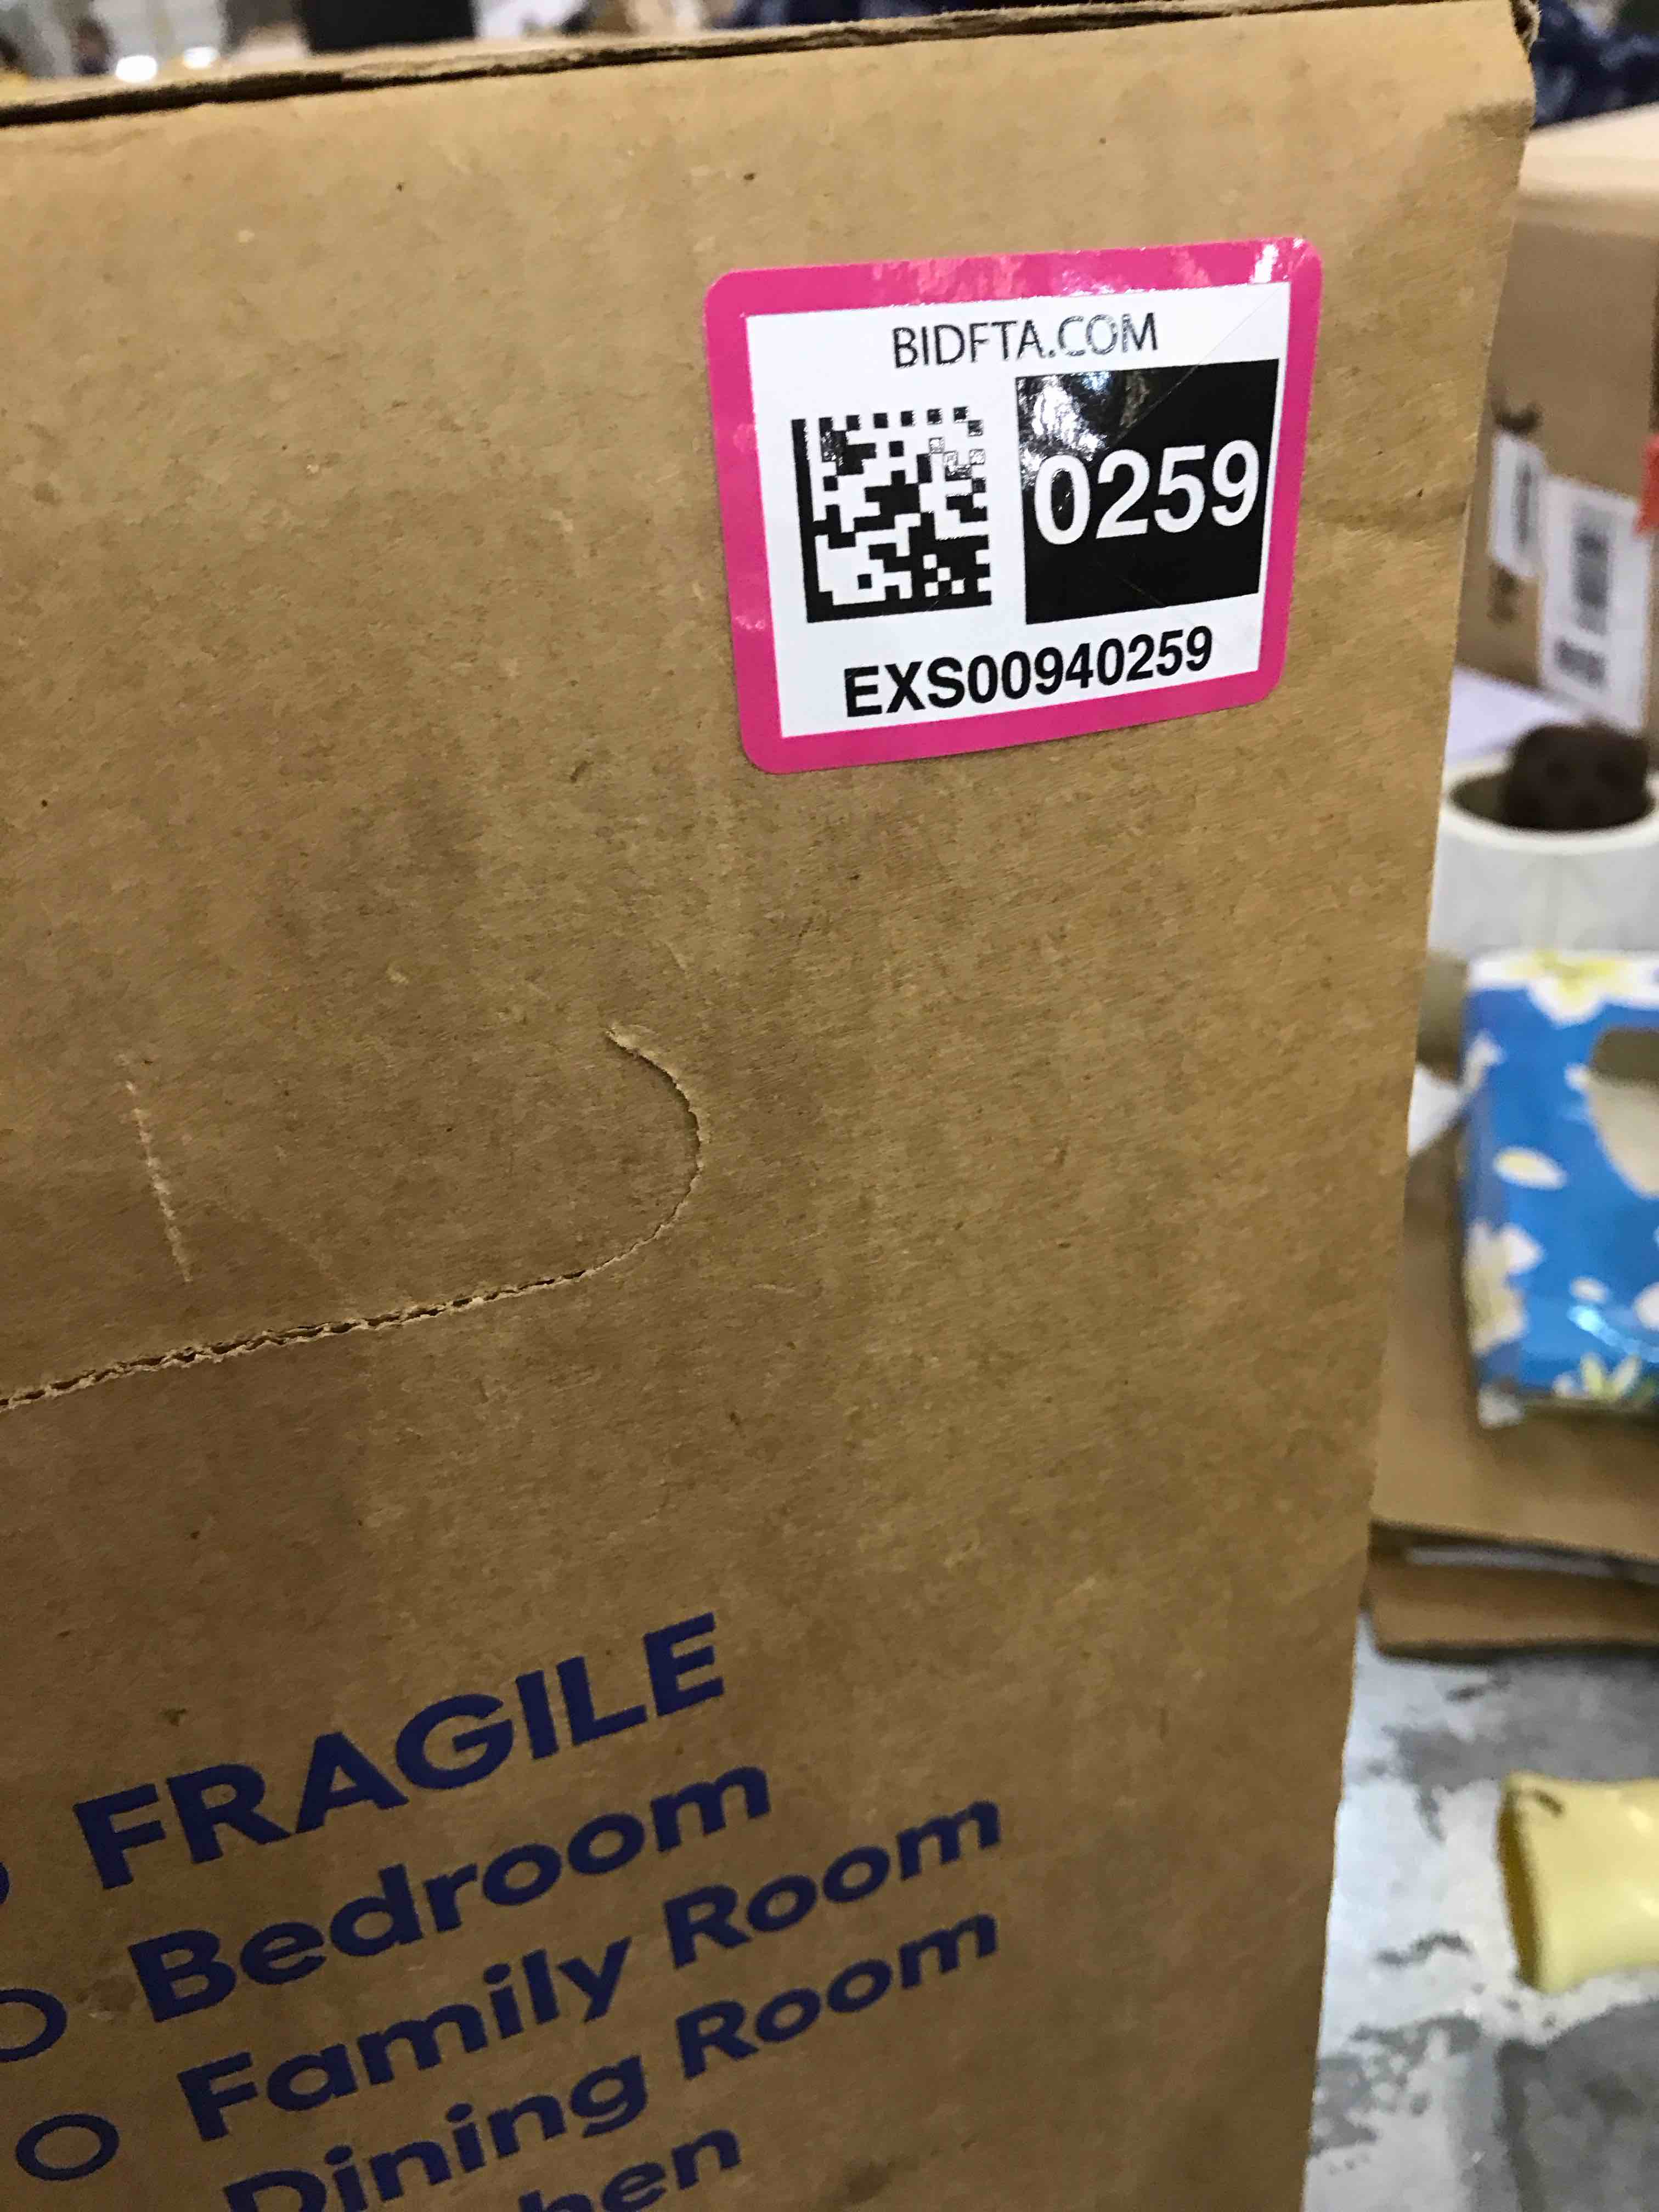 BIDFTA.COM
0259
EXS00940259
FRAGILE
Bedroom
Family Room
Dining Room